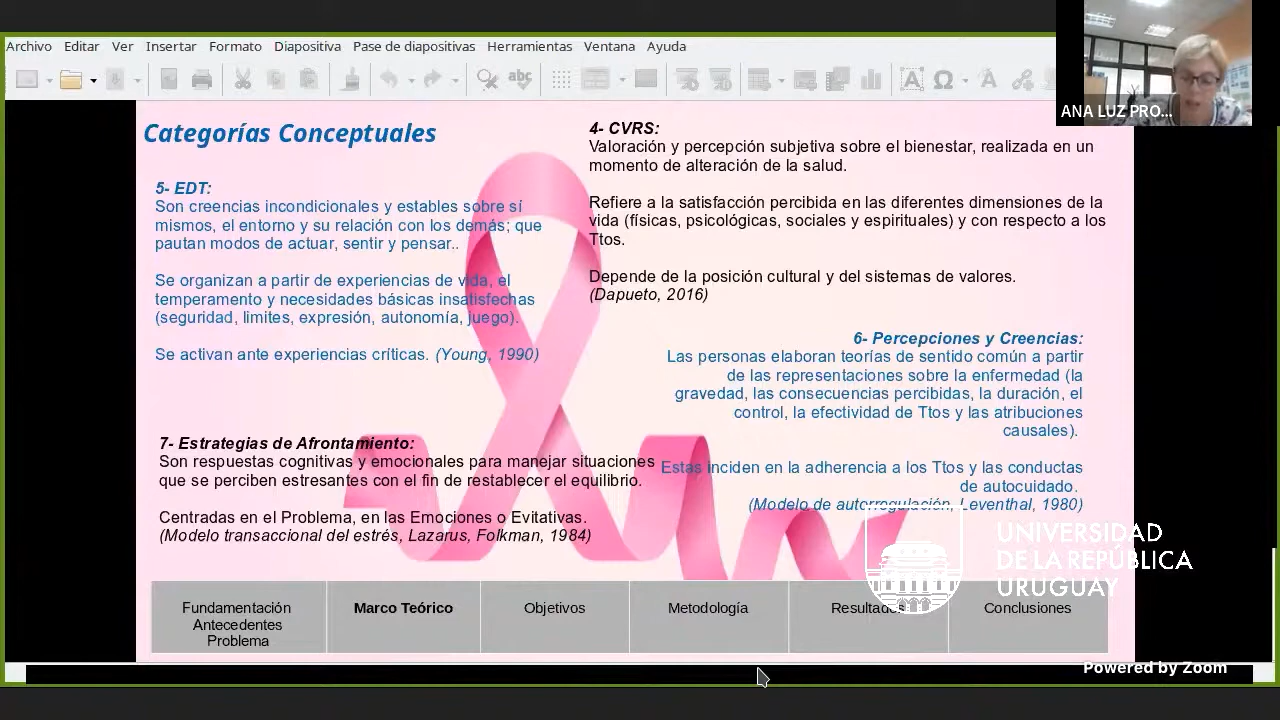 Archivo Editar Ver Insertar Formato Diapositiva Pase de diapositivas Herramientas Ventana Ayuda
ANA LUZ PRO...
Categorías Conceptuales
5- EDT:
Son creencias incondicionales y estables sobre sí
mismos, el entorno y su relación con los demás; que
pautan modos de actuar, sentir y pensar..
Se organizan a partir de experiencias de vida, el
temperamento y necesidades básicas insatisfechas
(seguridad, limites, expresión, autonomía, juego).
Se activan ante experiencias críticas. (Young, 1990)
4- CVRS:
Valoración y percepción subjetiva sobre el bienestar, realizada en un
momento de alteración de la salud.
Refiere a la satisfacción percibida en las diferentes dimensiones de la
vida (físicas, psicológicas, sociales y espirituales) y con respecto a los
Ttos.
Depende de la posición cultural y del sistemas de valores.
(Dapueto, 2016)
6- Percepciones y Creencias:
Las personas elaboran teorías de sentido común a partir
de las representaciones sobre la enfermedad (la
gravedad, las consecuencias percibidas, la duración, el
control, la efectividad de Ttos y las atribuciones
causales).
Estas inciden en la adherencia a los Ttos y las conductas
de autocuidado.
(Modelo de autorregulación, Leventhal, 1980)
7- Estrategias de Afrontamiento:
Son respuestas cognitivas y emocionales para manejar situaciones
que se perciben estresantes con el fin de restablecer el equilibrio.
Centradas en el Problema, en las Emociones o Evitativas.
(Modelo transaccional del estrés, Lazarus, Folkman, 1984)
UNIVERSIDAD
DE LA REPÚBLICA
URUGUAY
Fundamentación
Antecedentes
Problema
Marco Teórico
Objetivos
Metodología
Resultados
Conclusiones
Powered by Zoom